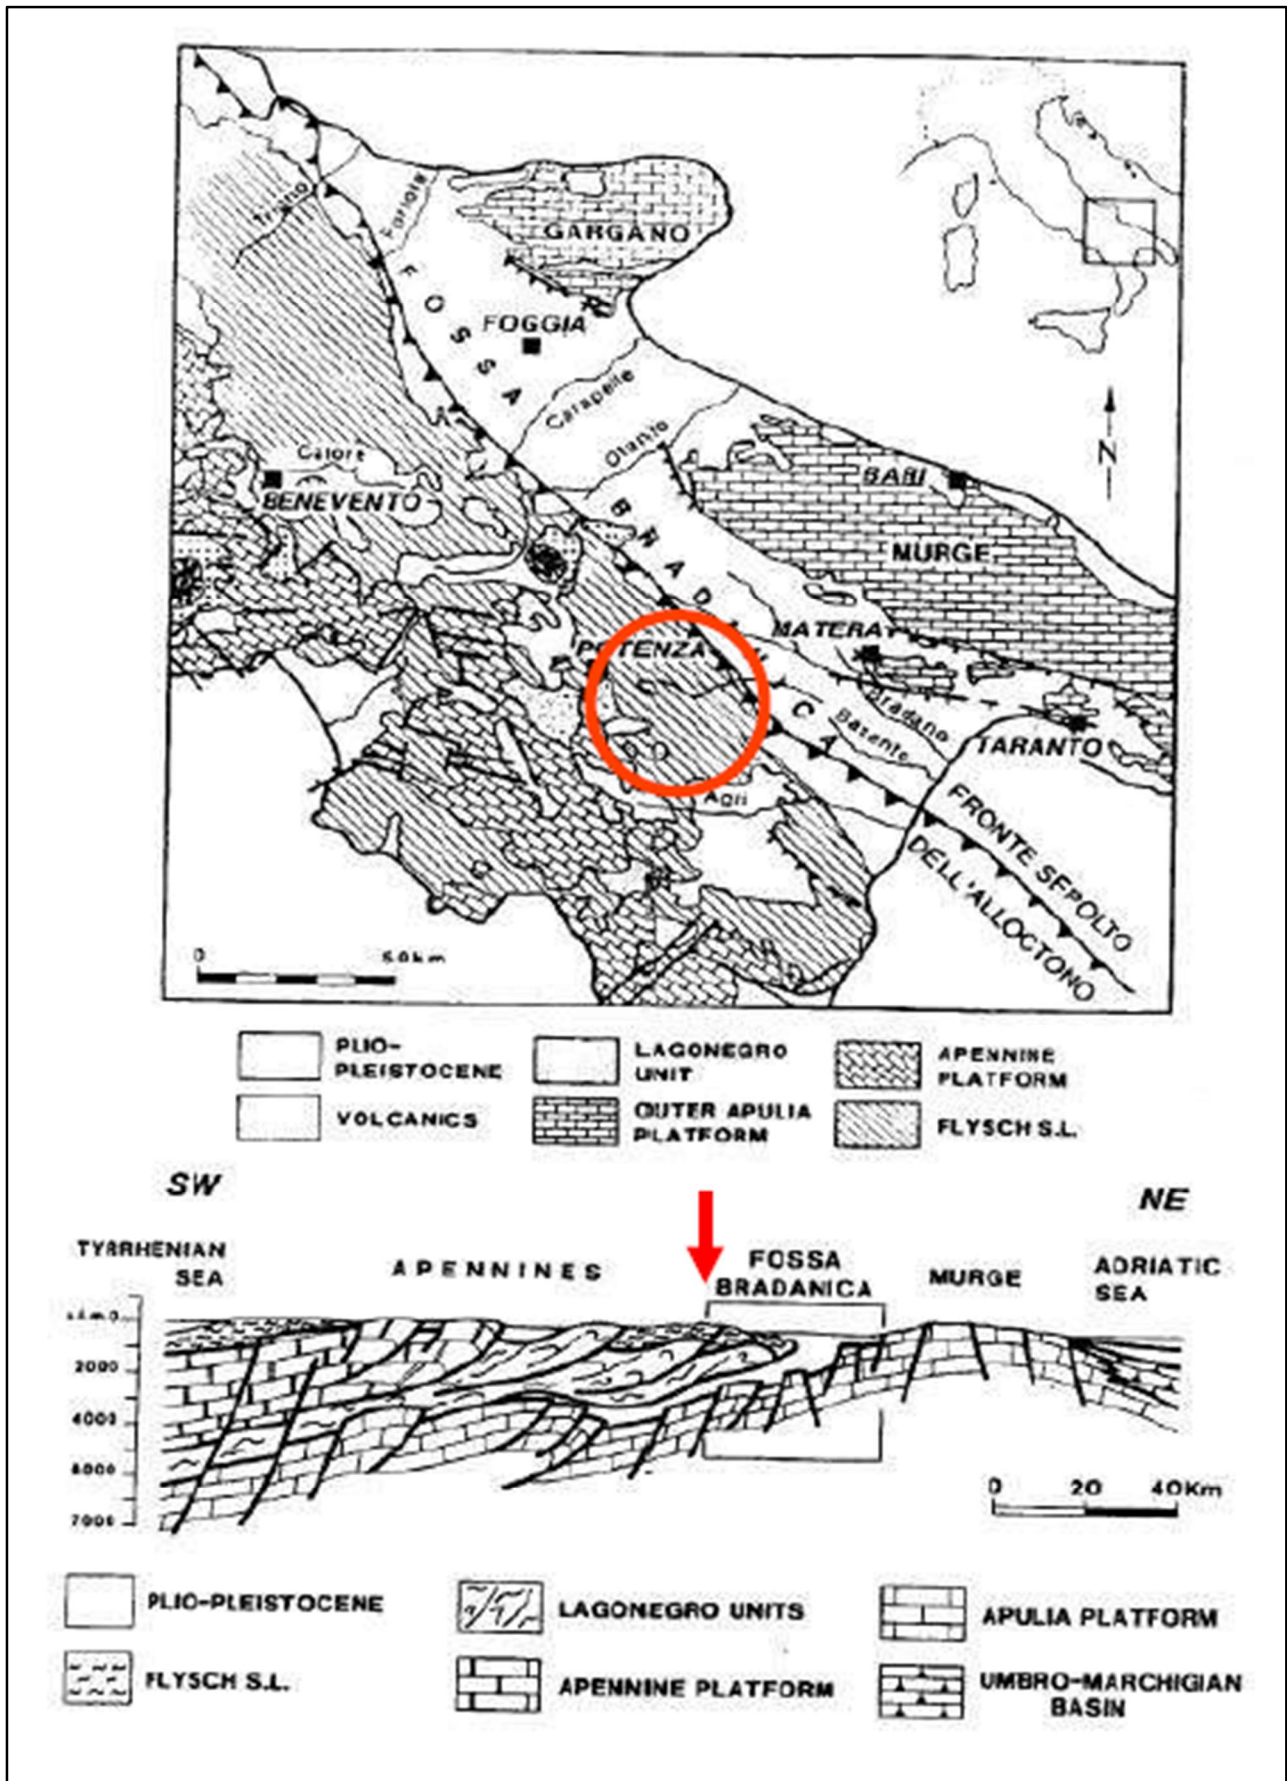 GARGANO
FOSSA
FOGGIA
Carapelle
Calore
BENEVENTO
BARI
N
MURGE
POTENZA
MATERA
Bradano
Basento
TARANTO
Agri
FRONTE SEPOLTO
DELL'ALLOCTONO
0
PLIO-
PLEISTOCENE
LAGONEGRO
UNIT
APENNINE
PLATFORM
VOLCANICS
OUTER APULIA
PLATFORM
FLYSCH S.L.
SW
NE
TYRRHENIAN
SEA
APENNINES
FOSSA
BRADANICA
MURGE
ADRIATIC
SEA
2000
4000
6000
7000
0 20 40Km
PLIO-PLEISTOCENE
LAGONEGRO UNITS
APULIA PLATFORM
FLYSCH S.L.
APENNINE PLATFORM
UMBRO-MARCHIGIAN
BASIN